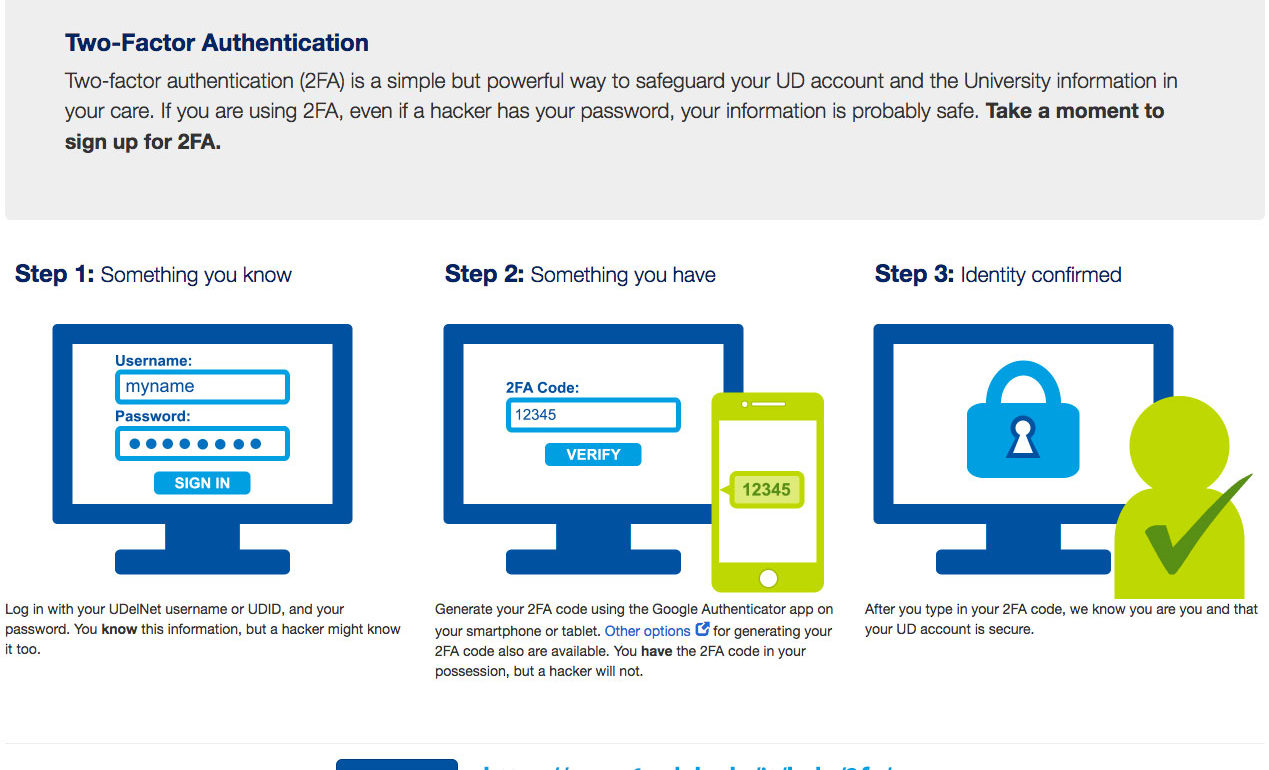 Two-Factor Authentication
Two-factor authentication (2FA) is a simple but powerful way to safeguard your UD account and the University information in
your care. If you are using 2FA, even if a hacker has your password, your information is probably safe. Take a moment to
sign up for 2FA.
Step 1: Something you know
Username:
myname
Password:
SIGN IN
Log in with your UDelNet username or UDID, and your
password. You know this information, but a hacker might know
it too.
Step 2: Something you have
2FA Code:
12345
VERIFY
12345
Generate your 2FA code using the Google Authenticator app on
your smartphone or tablet. Other options for generating your
2FA code also are available. You have the 2FA code in your
possession, but a hacker will not.
Step 3: Identity confirmed
After you type in your 2FA code, we know you are you and that
your UD account is secure.